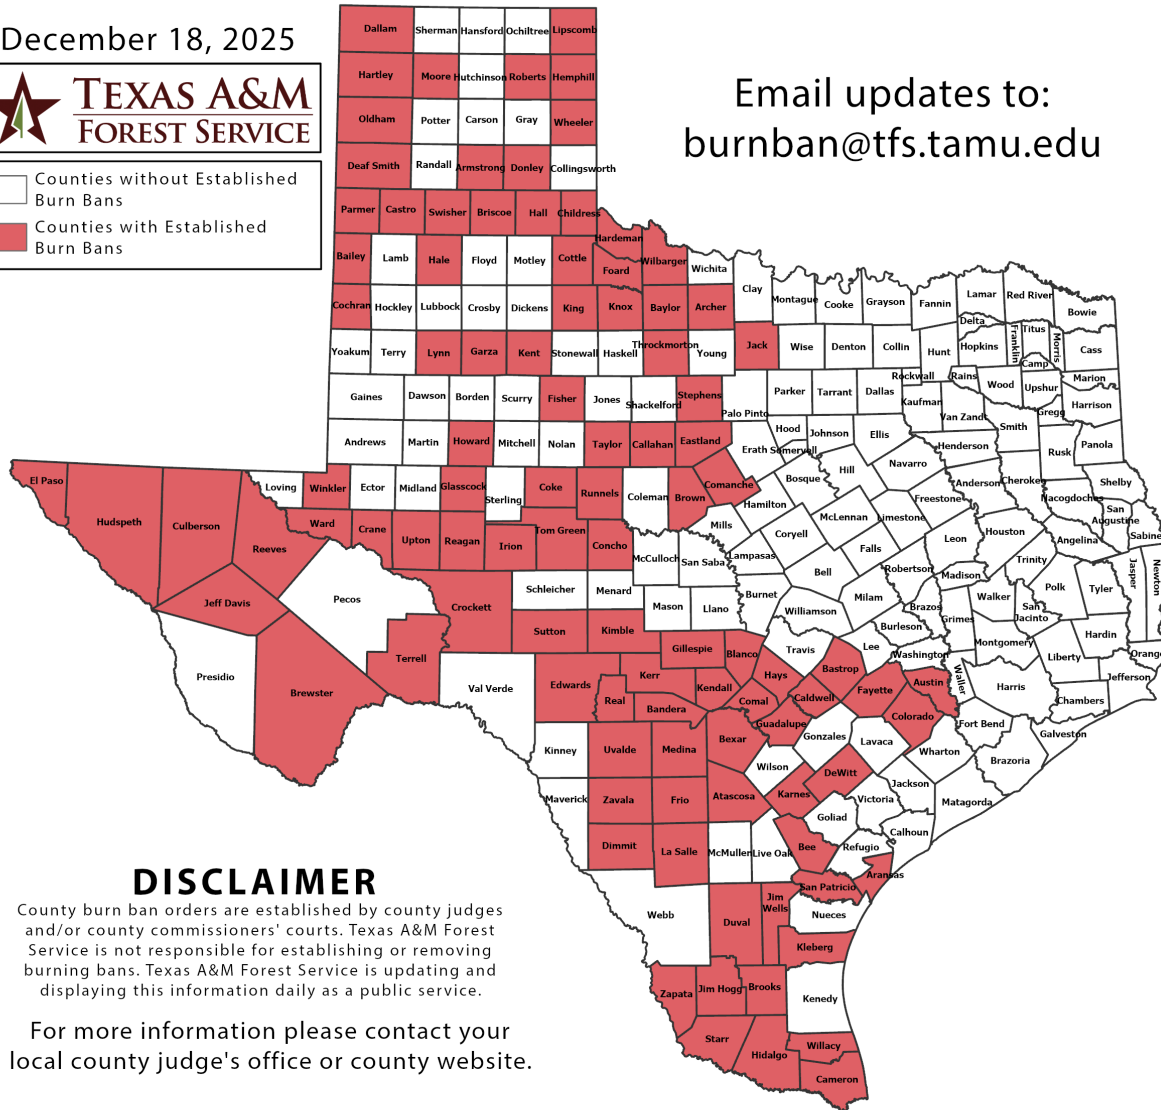 December 18, 2025
TEXAS A&M
FOREST SERVICE
Counties without Established
Burn Bans
Counties with Established
Burn Bans
Email updates to:
burnban@tfs.tamu.edu
Dallam Sherman Hansford Ochiltree Lipscomb
Hartley Moore Hutchinson Roberts Hemphill
Oldham Potter Carson Gray Wheeler
Deaf Smith Randall Armstrong Donley Collingsworth
Parmer Castro Swisher Briscoe Hall Childress
Hardeman
Bailey Lamb Hale Floyd Motley Cottle Foard Wilbarger Wichita
Clay Montague Cooke Grayson Fannin Lamar Red River Bowie
Cochran Hockley Lubbock Crosby Dickens King Knox Baylor Archer
Delta Franklin Titus Morris
Yoakum Terry Lynn Garza Kent Stonewall Haskell Throckmorton Young Jack Wise Denton Collin Hunt Hopkins Camp Cass
Rockwall Rains Wood Upshur Marion
Gaines Dawson Borden Scurry Fisher Jones Shackelford Stephens Palo Pinto Parker Tarrant Dallas Kaufman Van Zandt Gregg Harrison
Andrews Martin Howard Mitchell Nolan Taylor Callahan Eastland Erath Hood Somervell Johnson Ellis Henderson Smith Rusk Panola
El Paso Hudspeth Culberson Reeves Loving Winkler Ector Midland Glasscock Sterling Coke Runnels Coleman Brown Comanche Hamilton Bosque Hill Navarro Freestone Anderson Cherokee Nacogdoches Shelby
Ward Crane Upton Reagan Irion Tom Green Concho McCulloch San Saba Mills Lampasas Coryell McLennan Limestone Falls Leon Houston Angelina San
Augustine Sabine
Jeff Davis Pecos Crockett Schleicher Menard Mason Llano Burnet Bell Williamson Milam Robertson Brazos Madison Grimes Walker Trinity San
Jacinto Polk Tyler Jasper Newton
Presidio Brewster Terrell Sutton Kimble Gillespie Blanco Travis Lee Burleson Washington Montgomery Liberty Hardin Orange
Val Verde Edwards Real Kerr Bandera Kendall Comal Hays Caldwell Bastrop Fayette Austin Waller Harris Chambers Jefferson
Kinney Uvalde Medina Bexar Guadalupe Gonzales Lavaca Colorado Wharton Fort Bend Brazoria Galveston
Maverick Zavala Frio Atascosa Wilson Karnes DeWitt Victoria Jackson Matagorda
Dimmit La Salle McMullen Live Oak Bee Goliad Refugio Calhoun
Aransas
Webb Duval Jim
Wells San Patricio
Nueces
Kleberg
Zapata Jim Hogg Brooks Kenedy
Starr Hidalgo Willacy
Cameron
DISCLAIMER
County burn ban orders are established by county judges
and/or county commissioners' courts. Texas A&M Forest
Service is not responsible for establishing or removing
burning bans. Texas A&M Forest Service is updating and
displaying this information daily as a public service.
For more information please contact your
local county judge's office or county website.